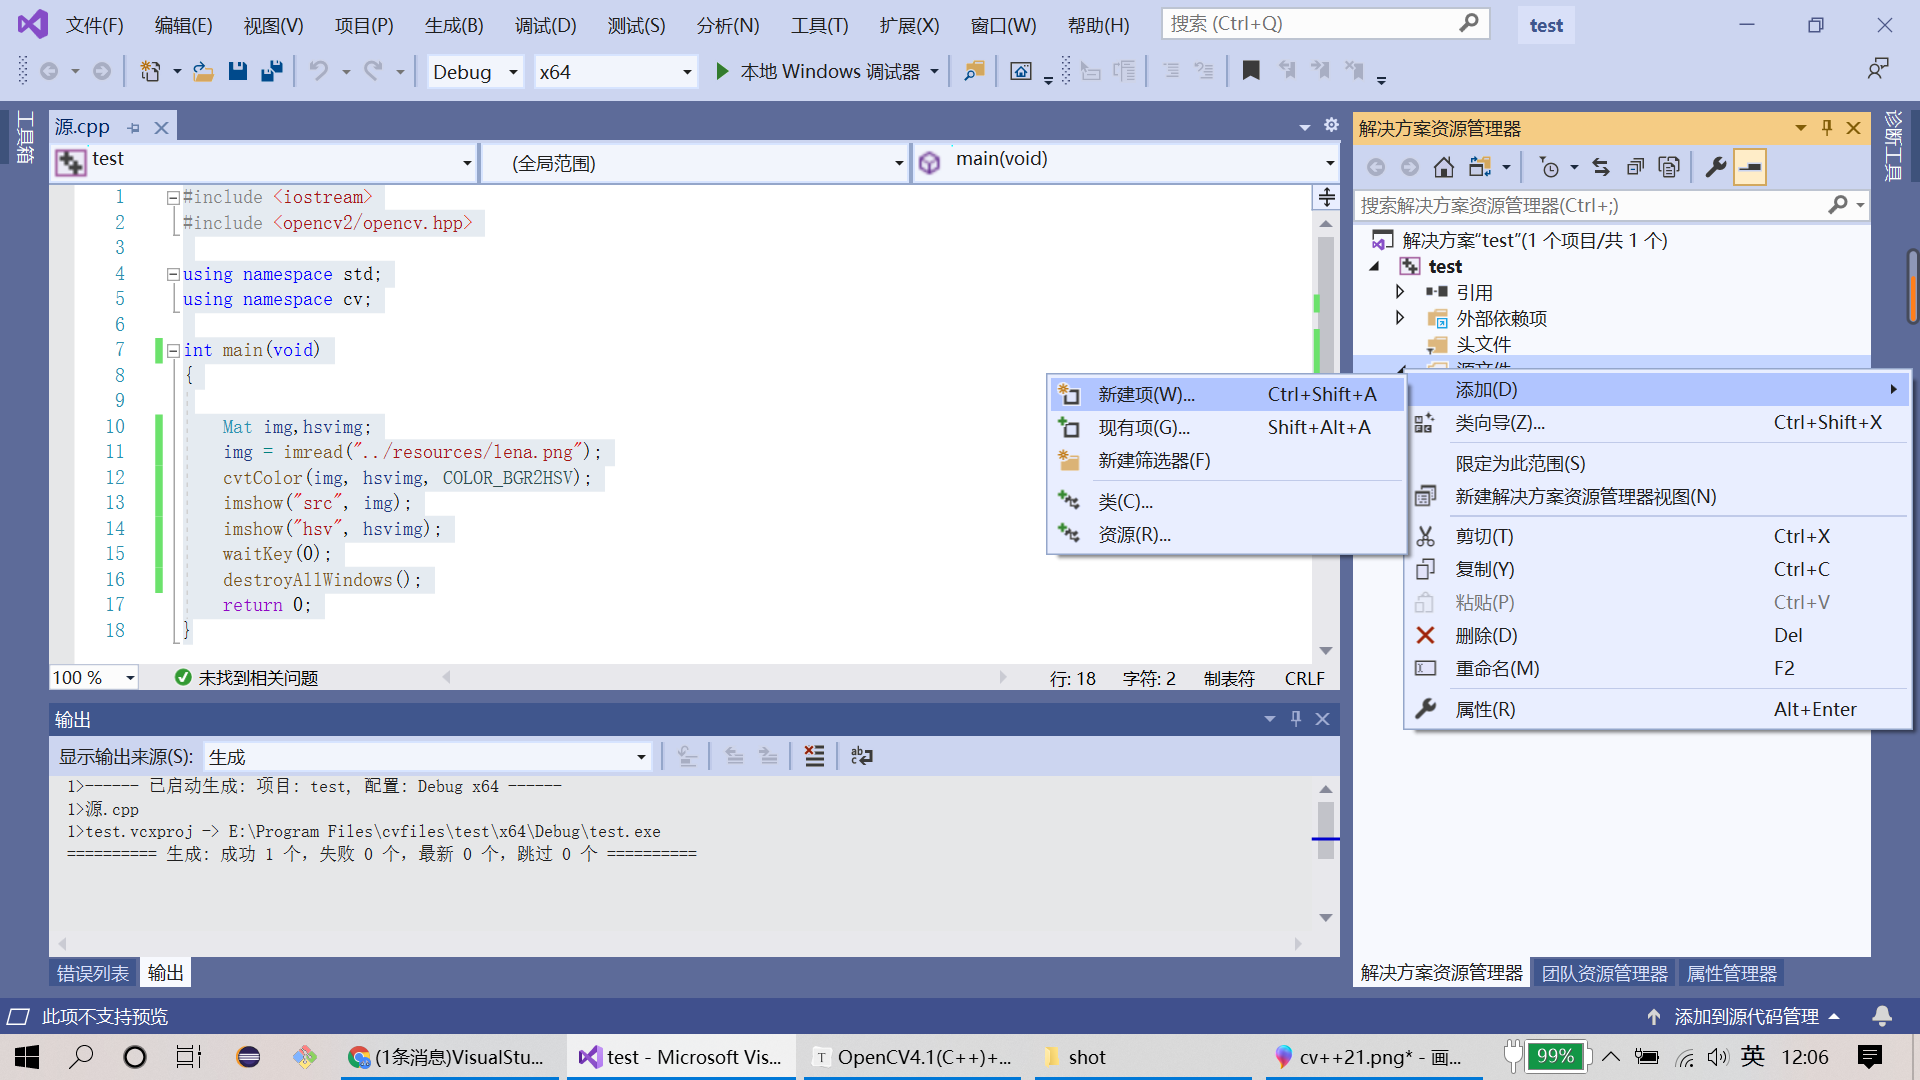 文件(F) 编辑(E) 视图(V) 项目(P) 生成(B) 调试(D) 测试(S) 分析(N) 工具(T) 扩展(X) 窗口(W) 帮助(H) 搜索 (Ctrl+Q) test
Debug x64 本地 Windows 调试器
工具箱
源.cpp
test (全局范围) main(void)
1 #include <iostream>
2 #include <opencv2/opencv.hpp>
3
4 using namespace std;
5 using namespace cv;
6
7 int main(void)
8 {
9
10 Mat img,hsvimg;
11 img = imread("../resources/lena.png");
12 cvtColor(img, hsvimg, COLOR_BGR2HSV);
13 imshow("src", img);
14 imshow("hsv", hsvimg);
15 waitKey(0);
16 destroyAllWindows();
17 return 0;
18 }
100 % 未找到相关问题 行: 18 字符: 2 制表符 CRLF
输出
显示输出来源(S): 生成
1>------ 已启动生成: 项目: test, 配置: Debug x64 ------
1>源.cpp
1>test.vcxproj -> E:\Program Files\cvfiles\test\x64\Debug\test.exe
========== 生成: 成功 1 个，失败 0 个，最新 0 个，跳过 0 个 ==========
错误列表 输出
解决方案资源管理器
诊断工具
搜索解决方案资源管理器(Ctrl+;)
解决方案“test”(1 个项目/共 1 个)
test
引用
外部依赖项
头文件
源文件
新建项(W)... Ctrl+Shift+A
现有项(G)... Shift+Alt+A
新建筛选器(F)
类(C)...
资源(R)...
添加(D)
类向导(Z)... Ctrl+Shift+X
限定为此范围(S)
新建解决方案资源管理器视图(N)
剪切(T) Ctrl+X
复制(Y) Ctrl+C
粘贴(P) Ctrl+V
删除(D) Del
重命名(M) F2
属性(R) Alt+Enter
解决方案资源管理器 团队资源管理器 属性管理器
此项不支持预览 添加到源代码管理
(1条消息)VisualStu... test - Microsoft Vis... OpenCV4.1(C++)+... shot cv++21.png* - 画... 99% 英 12:06